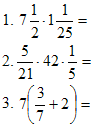 1. 7 1/2 · 1 1/25 =
2. 5/21 · 42 · 1/5 =
3. 7(3/7 + 2) =